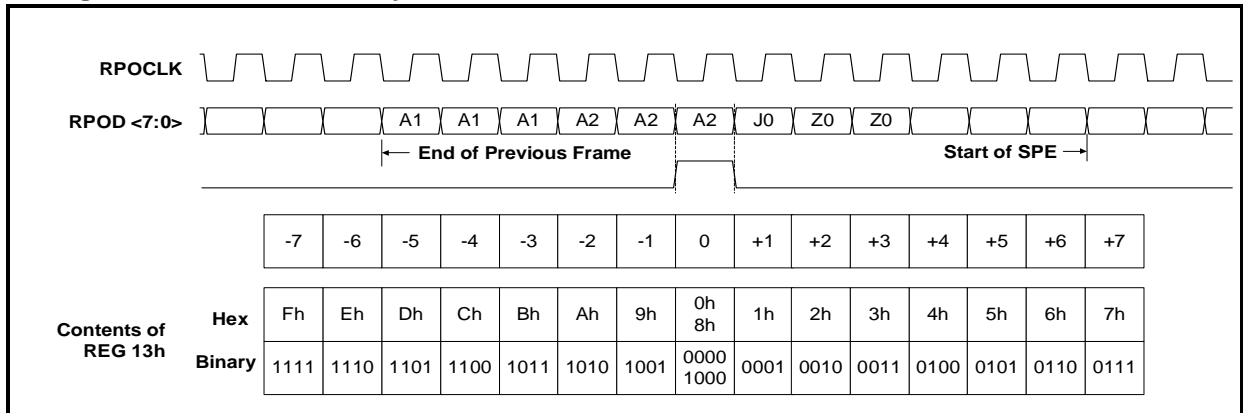 RPOCLK
RPOD <7:0> A1 A1 A1 A2 A2 A2 J0 Z0 Z0
End of Previous Frame Start of SPE
-7 -6 -5 -4 -3 -2 -1 0 +1 +2 +3 +4 +5 +6 +7
Contents of REG 13h
Hex Fh Eh Dh Ch Bh Ah 9h 0h 8h 1h 2h 3h 4h 5h 6h 7h
Binary 1111 1110 1101 1100 1011 1010 1001 0000 1000 0001 0010 0011 0100 0101 0110 0111